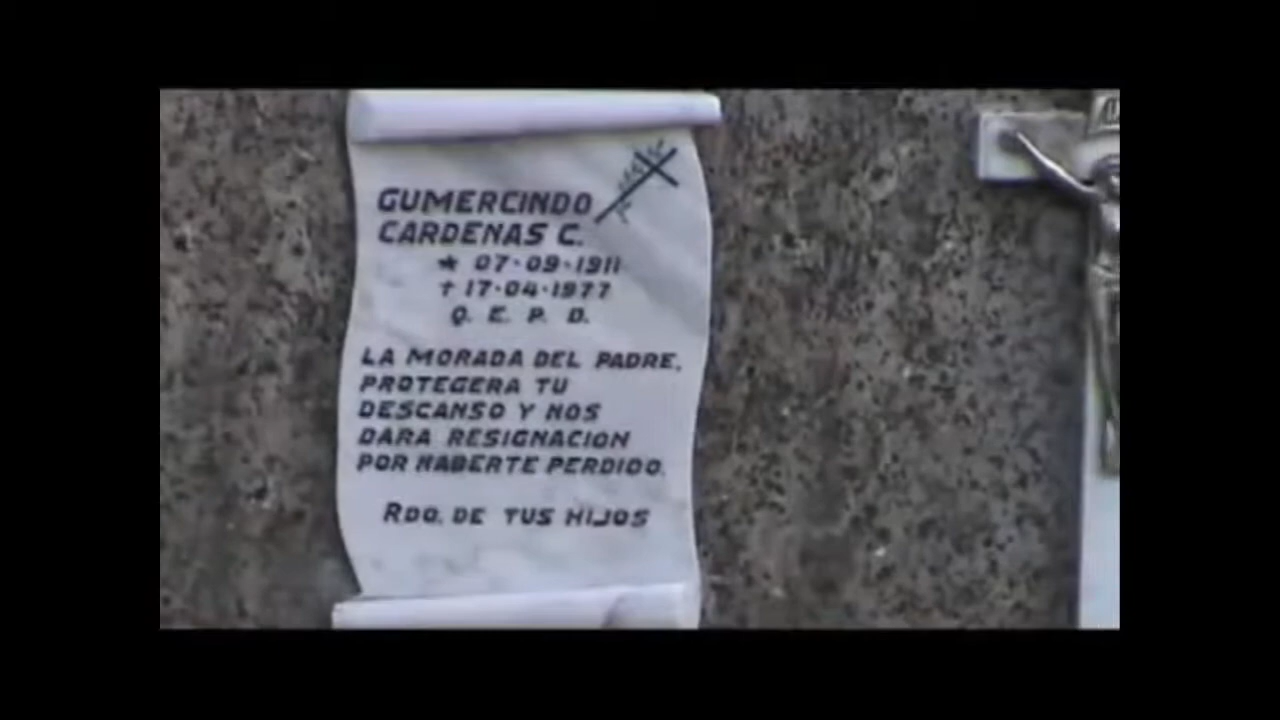 GUMERCINDO
CARDENAS C.
* 07-09-1911
† 17-04-1977
Q. E. P. D.
LA MORADA DEL PADRE,
PROTEGERA TU
DESCANSO Y NOS
DARA RESIGNACION
POR HABERTE PERDIDO.
RDO. DE TUS HIJOS